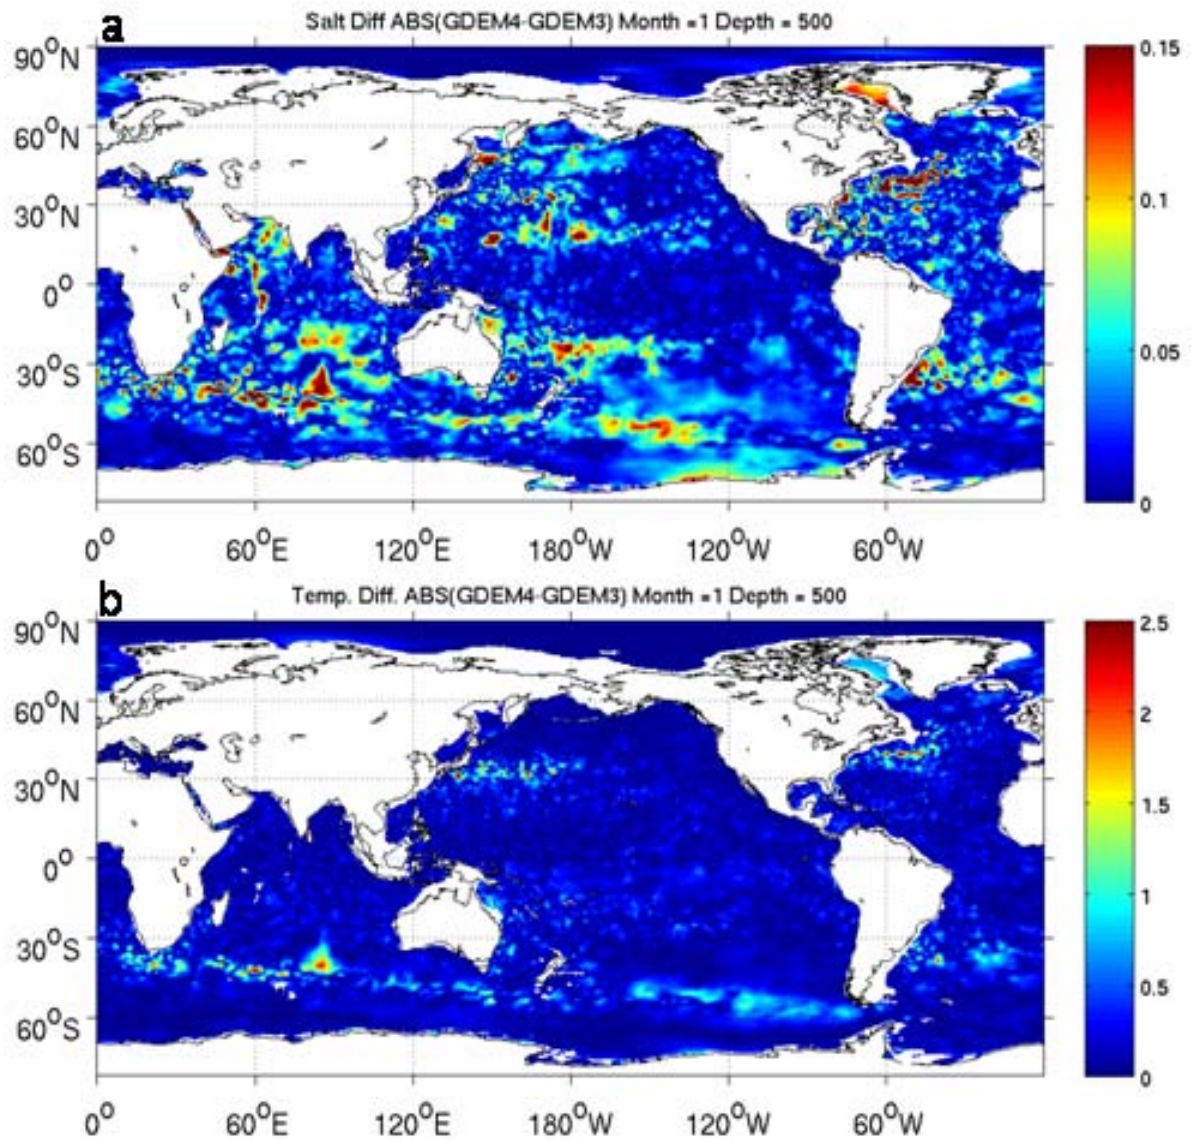 a
Salt Diff ABS(GDEM4-GDEM3) Month =1 Depth = 500
90°N
60°N
30°N
0°
30°S
60°S
0° 60°E 120°E 180°W 120°W 60°W
0.15
0.1
0.05
0
b
Temp. Diff. ABS(GDEM4-GDEM3) Month =1 Depth = 500
90°N
60°N
30°N
0°
30°S
60°S
0° 60°E 120°E 180°W 120°W 60°W
2.5
2
1.5
1
0.5
0